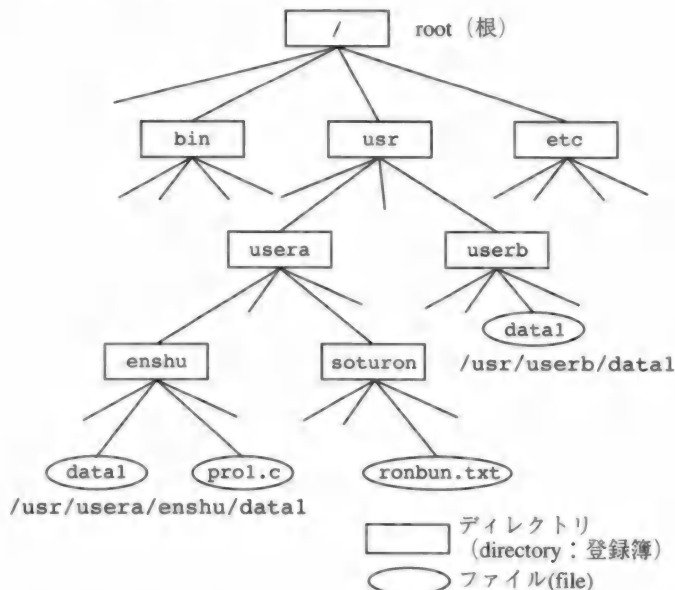 / root（根）
bin usr etc
usera userb
data1
enshu soturon /usr/userb/data1
data1 pro1.c ronbun.txt
/usr/usera/enshu/data1
ディレクトリ
（directory：登録簿）
ファイル(file)